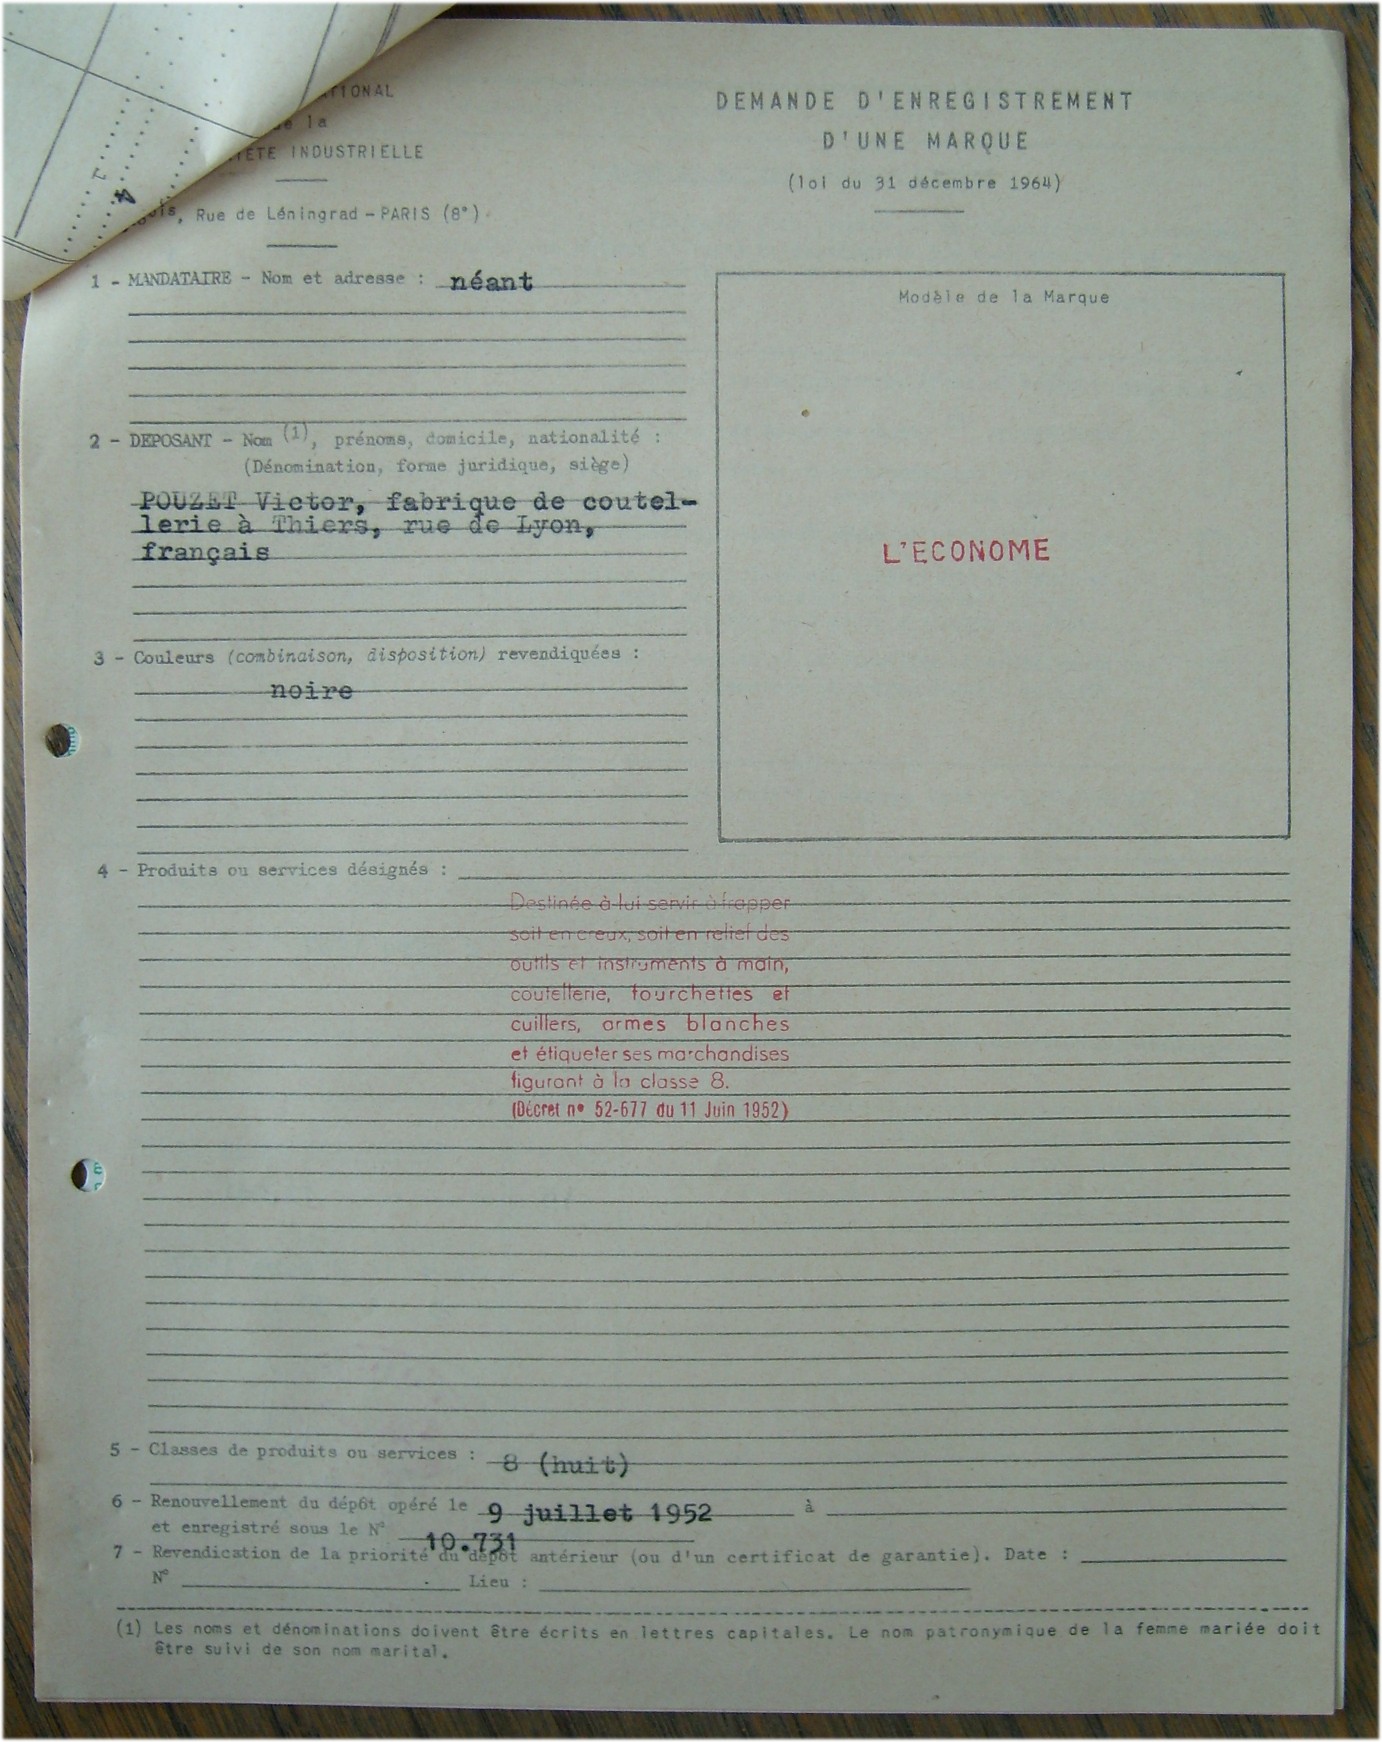 DEMANDE D'ENREGISTREMENT
D'UNE MARQUE
(loi du 31 décembre 1964)
de la
INDUSTRIELLE
Rue de Léningrad - PARIS (8°)
4
1 - MANDATAIRE - Nom et adresse : néant
Modèle de la Marque
L'ECONOME
2 - DEPOSANT - Nom (1), prénoms, domicile, nationalité :
(Dénomination, forme juridique, siège)
POUZET Victor, fabrique de coutel-
lerie à Thiers, rue de Lyon,
français
3 - Couleurs (combinaison, disposition) revendiquées :
noire
4 - Produits ou services désignés :
Destinée à lui servir à frapper
soit en creux, soit en relief des
outils et instruments à main,
coutellerie, fourchettes et
cuillers, armes blanches
et étiqueter ses marchandises
figurant à la classe 8.
(Décret n° 52-677 du 11 Juin 1952)
5 - Classes de produits ou services : 8 (huit)
6 - Renouvellement du dépôt opéré le 9 juillet 1952 à
et enregistré sous le N° 10.731
7 - Revendication de la priorité du dépôt antérieur (ou d'un certificat de garantie). Date :
N° Lieu :
(1) Les noms et dénominations doivent être écrits en lettres capitales. Le nom patronymique de la femme mariée doit
être suivi de son nom marital.